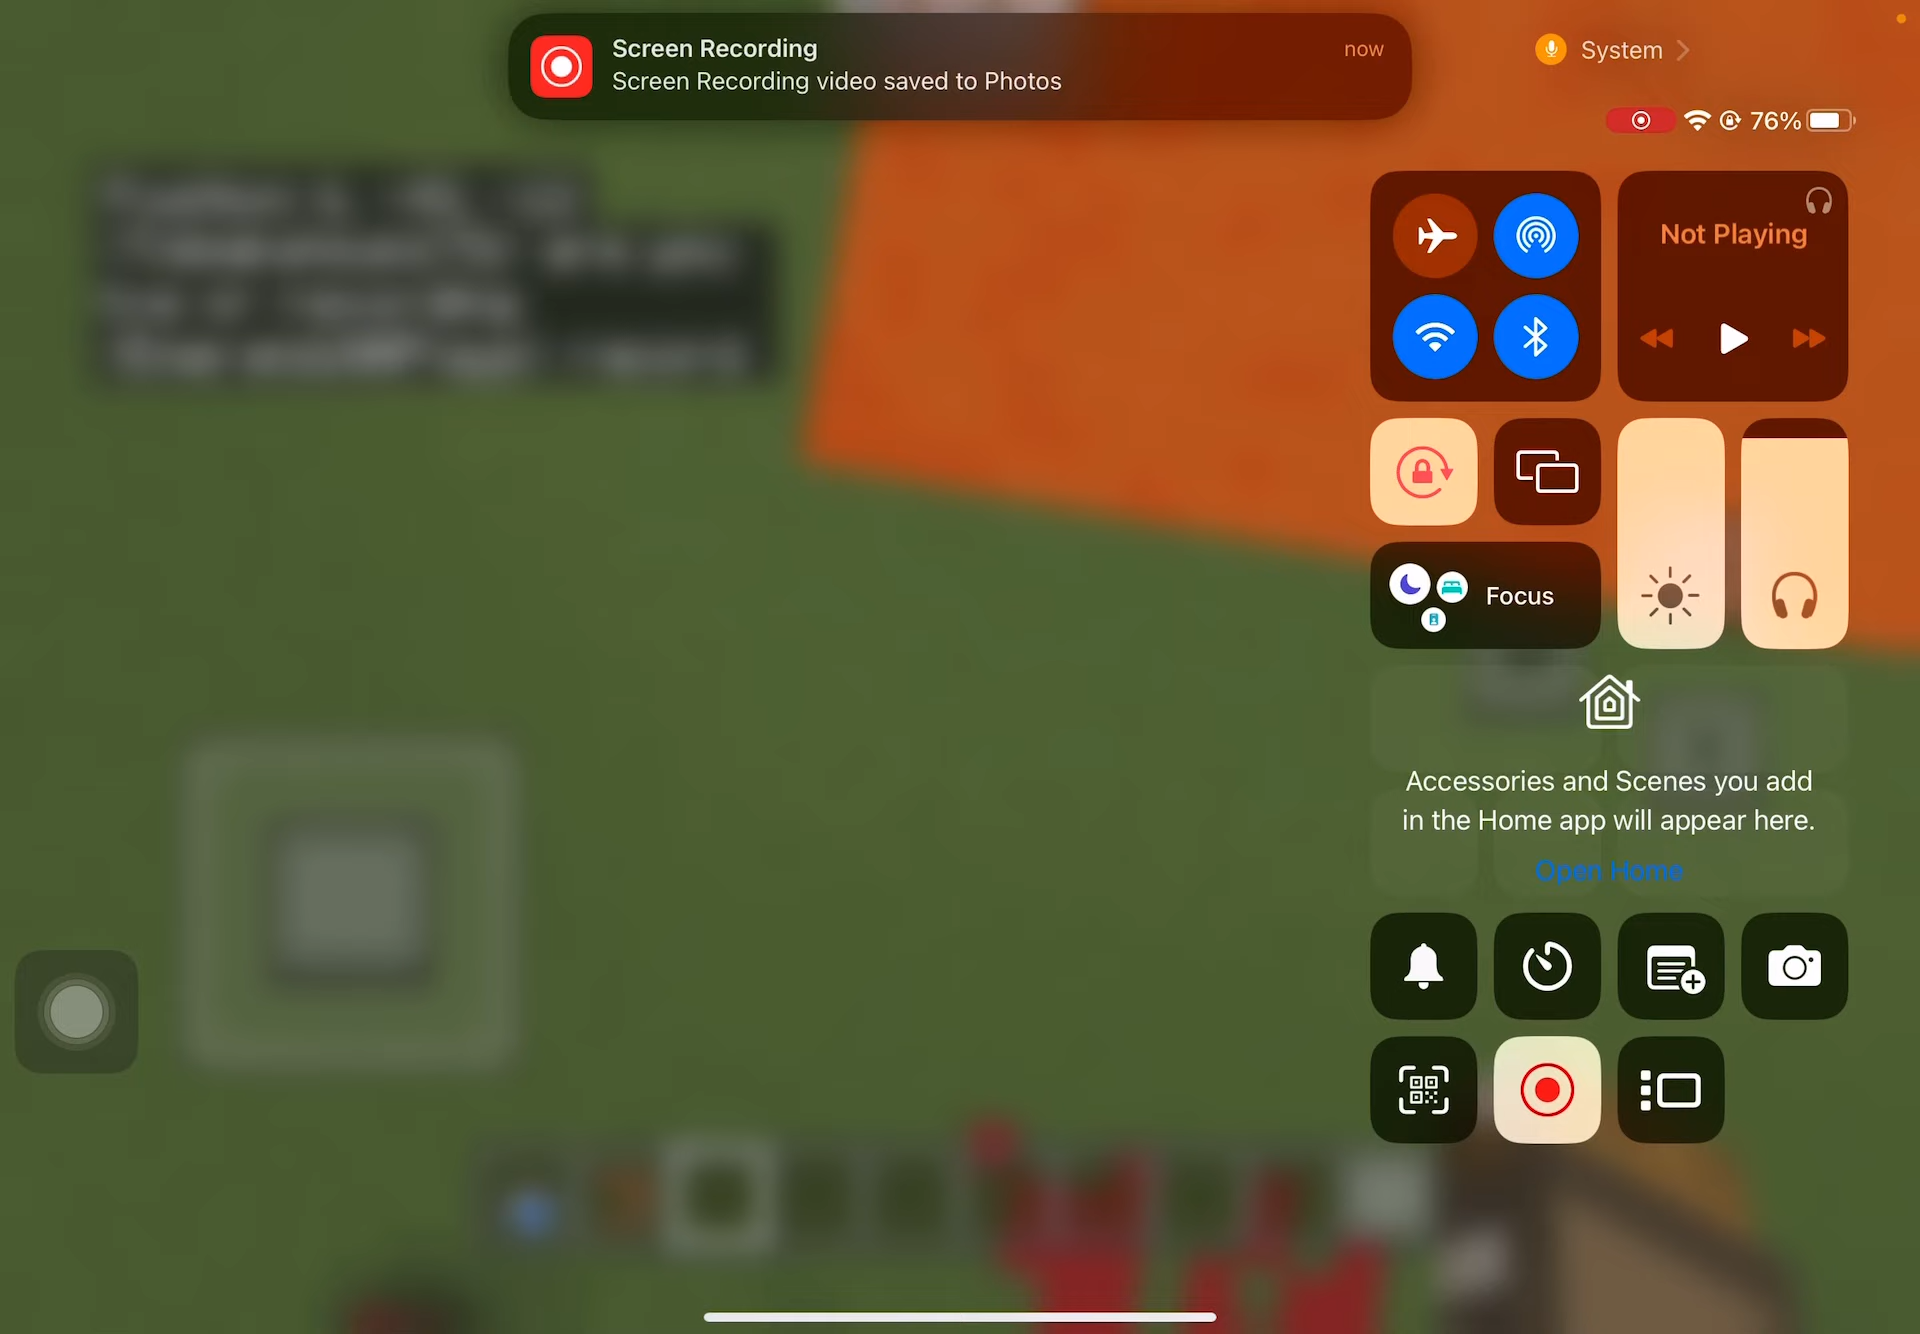 Screen Recording
now
Screen Recording video saved to Photos
System
76%
Not Playing
Focus
Accessories and Scenes you add
in the Home app will appear here.
Open Home